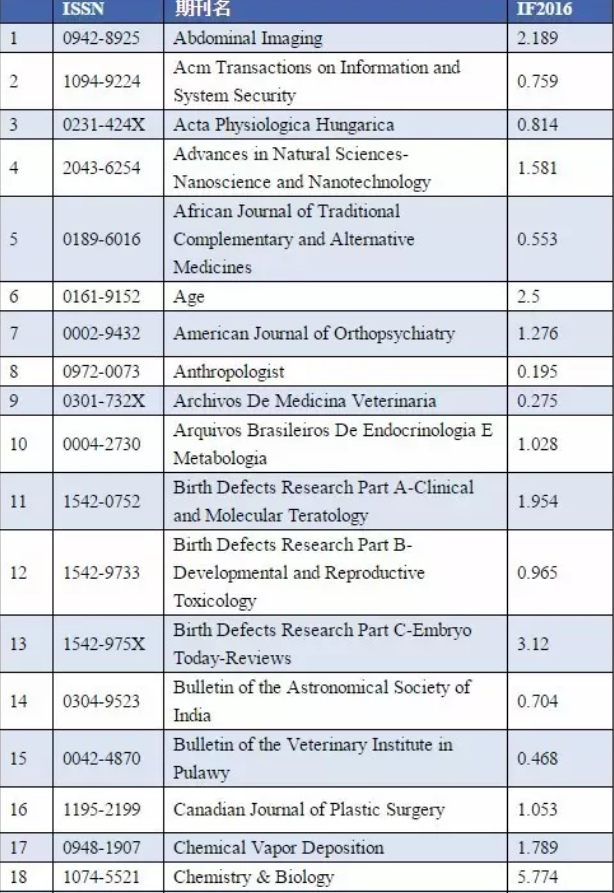 ISSN 期刊名 IF2016
1 0942-8925 Abdominal Imaging 2.189
2 1094-9224 Acm Transactions on Information and
System Security 0.759
3 0231-424X Acta Physiologica Hungarica 0.814
4 2043-6254 Advances in Natural Sciences-
Nanoscience and Nanotechnology 1.581
5 0189-6016 African Journal of Traditional
Complementary and Alternative
Medicines 0.553
6 0161-9152 Age 2.5
7 0002-9432 American Journal of Orthopsychiatry 1.276
8 0972-0073 Anthropologist 0.195
9 0301-732X Archivos De Medicina Veterinaria 0.275
10 0004-2730 Arquivos Brasileiros De Endocrinologia E
Metabologia 1.028
11 1542-0752 Birth Defects Research Part A-Clinical
and Molecular Teratology 1.954
12 1542-9733 Birth Defects Research Part B-
Developmental and Reproductive
Toxicology 0.965
13 1542-975X Birth Defects Research Part C-Embryo
Today-Reviews 3.12
14 0304-9523 Bulletin of the Astronomical Society of
India 0.704
15 0042-4870 Bulletin of the Veterinary Institute in
Pulawy 0.468
16 1195-2199 Canadian Journal of Plastic Surgery 1.053
17 0948-1907 Chemical Vapor Deposition 1.789
18 1074-5521 Chemistry & Biology 5.774